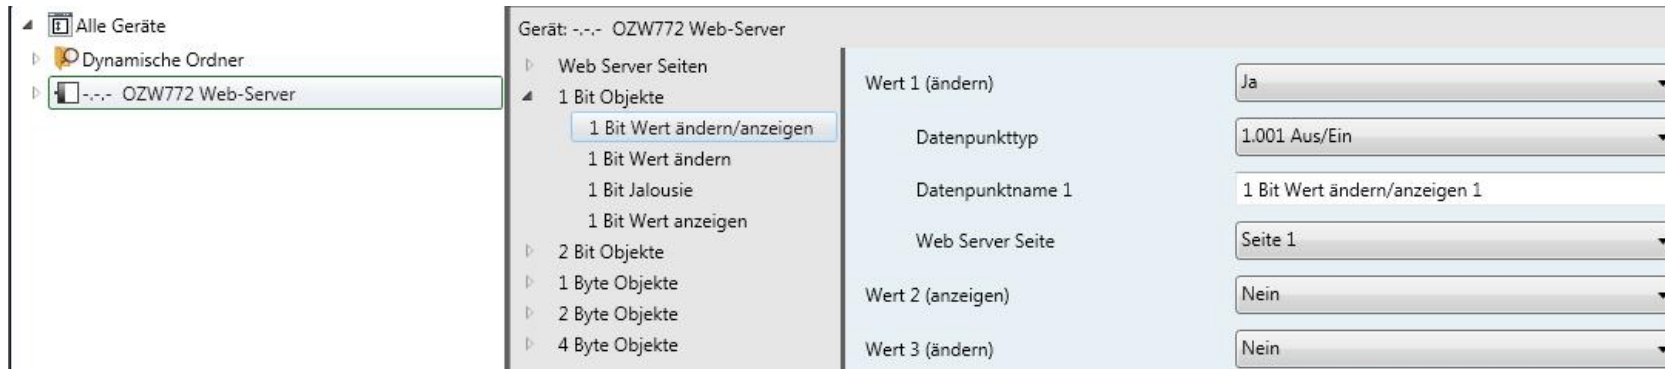 Alle Geräte
Dynamische Ordner
-.-.- OZW772 Web-Server
Gerät: -.-.- OZW772 Web-Server
Web Server Seiten
1 Bit Objekte
1 Bit Wert ändern/anzeigen
1 Bit Wert ändern
1 Bit Jalousie
1 Bit Wert anzeigen
2 Bit Objekte
1 Byte Objekte
2 Byte Objekte
4 Byte Objekte
Wert 1 (ändern) Ja
Datenpunkttyp 1.001 Aus/Ein
Datenpunktname 1 1 Bit Wert ändern/anzeigen 1
Web Server Seite Seite 1
Wert 2 (anzeigen) Nein
Wert 3 (ändern) Nein